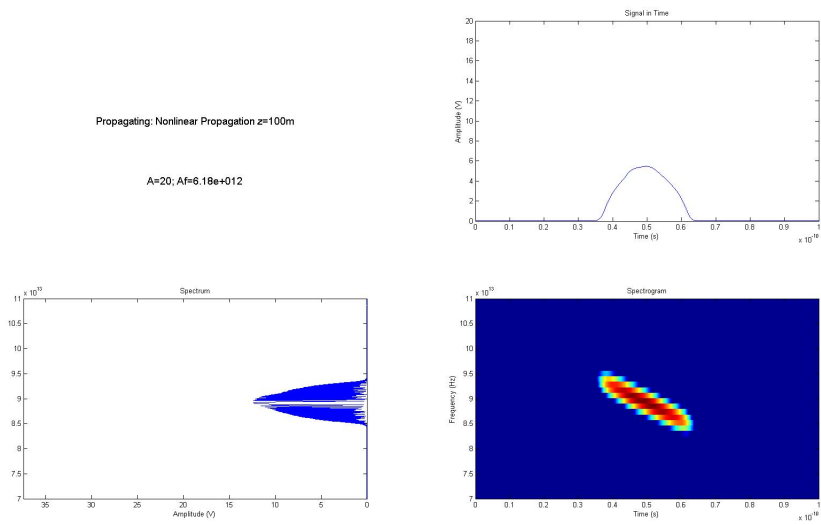 Signal in Time
20
18
16
14
12
10
8
6
4
2
0
Amplitude (V)
0 0.1 0.2 0.3 0.4 0.5 0.6 0.7 0.8 0.9 1
Time (s)
x 10^-10
Propagating: Nonlinear Propagation z=100m
A=20; Af=6.18e+012
Spectrum
x 10^13
11
10.5
10
9.5
9
8.5
8
7.5
7
35 30 25 20 15 10 5 0
Amplitude (V)
Spectrogram
x 10^13
11
10.5
10
9.5
9
8.5
8
7.5
7
Frequency (Hz)
0 0.1 0.2 0.3 0.4 0.5 0.6 0.7 0.8 0.9 1
Time (s)
x 10^-10